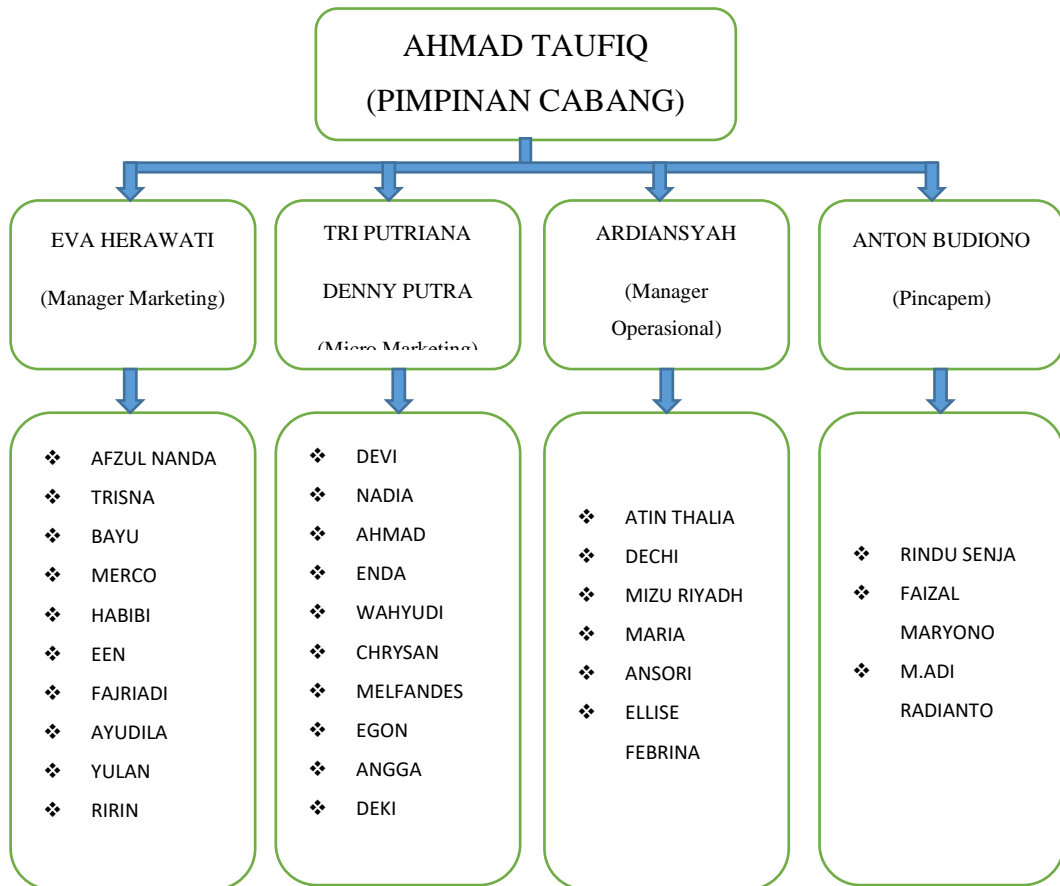 AHMAD TAUFIQ
(PIMPINAN CABANG)
EVA HERAWATI
(Manager Marketing)
TRI PUTRIANA
DENNY PUTRA
(Micro Marketing)
ARDIANSYAH
(Manager
Operasional)
ANTON BUDIONO
(Pincapem)
❖ AFZUL NANDA
❖ TRISNA
❖ BAYU
❖ MERCO
❖ HABIBI
❖ EEN
❖ FAJRIADI
❖ AYUDILA
❖ YULAN
❖ RIRIN
❖ DEVI
❖ NADIA
❖ AHMAD
❖ ENDA
❖ WAHYUDI
❖ CHRYSAN
❖ MELFANDES
❖ EGON
❖ ANGGA
❖ DEKI
❖ ATIN THALIA
❖ DECHI
❖ MIZU RIYADH
❖ MARIA
❖ ANSORI
❖ ELLISE
FEBRINA
❖ RINDU SENJA
❖ FAIZAL
MARYONO
❖ M.ADI
RADIANTO